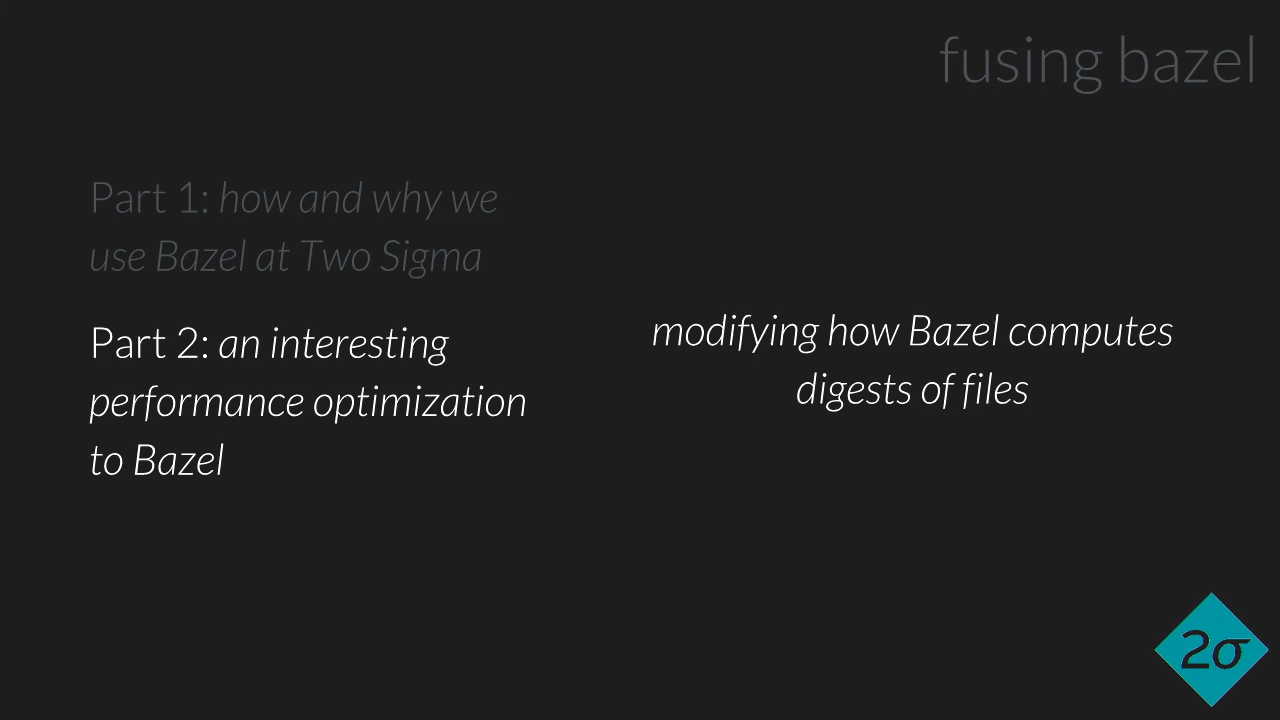 fusing bazel
Part 1: how and why we
use Bazel at Two Sigma
Part 2: an interesting
performance optimization
to Bazel
modifying how Bazel computes
digests of files
2σ